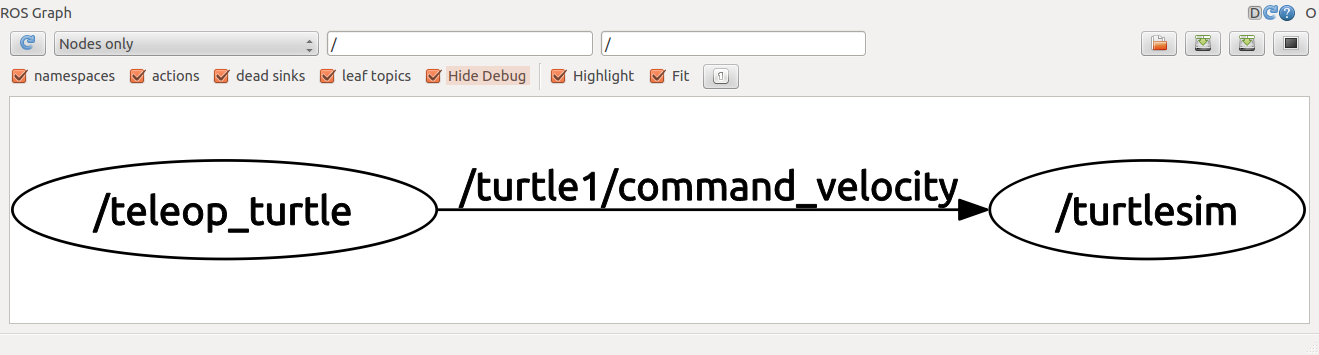 ROS Graph D ? O
Nodes only / /
namespaces actions dead sinks leaf topics Hide Debug Highlight Fit
/teleop_turtle /turtle1/command_velocity /turtlesim